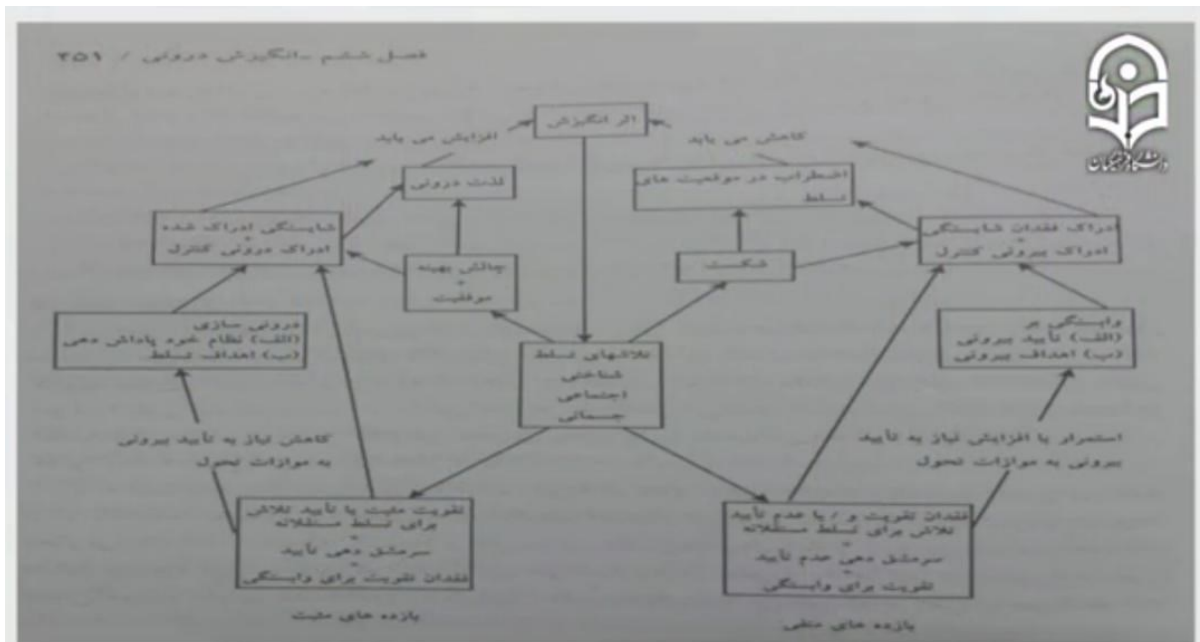 فصل ششم -انگیزش درونی / ۲۵۱
دانشگاه فرهنگیان
اثر انگیزش
افزایش می یابد
کاهش می یابد
لذت درونی
اضطراب در موقعیت های
تسلط
شایستگی ادراک شده
+
ادراک درونی کنترل
ادراک فقدان شایستگی
+
ادراک بیرونی کنترل
چالش بهینه
+
موفقیت
شکست
درونی سازی
(الف) نظام خود پاداش دهی
(ب) اهداف تسلط
تلاشهای تسلط
شناختی
اجتماعی
جسمانی
وابستگی بر
(الف) تأیید بیرونی
(ب) اهداف بیرونی
کاهش نیاز به تأیید بیرونی
به موازات تحول
استمرار یا افزایش نیاز به تأیید
بیرونی به موازات تحول
تقویت مثبت یا تأیید تلاش
برای تسلط مستقلانه
+
سرمشق دهی تأیید
+
فقدان تقویت برای وابستگی
فقدان تقویت و / یا عدم تأیید
تلاش برای تسلط مستقلانه
+
سرمشق دهی عدم تأیید
+
تقویت برای وابستگی
بازده های مثبت
بازده های منفی